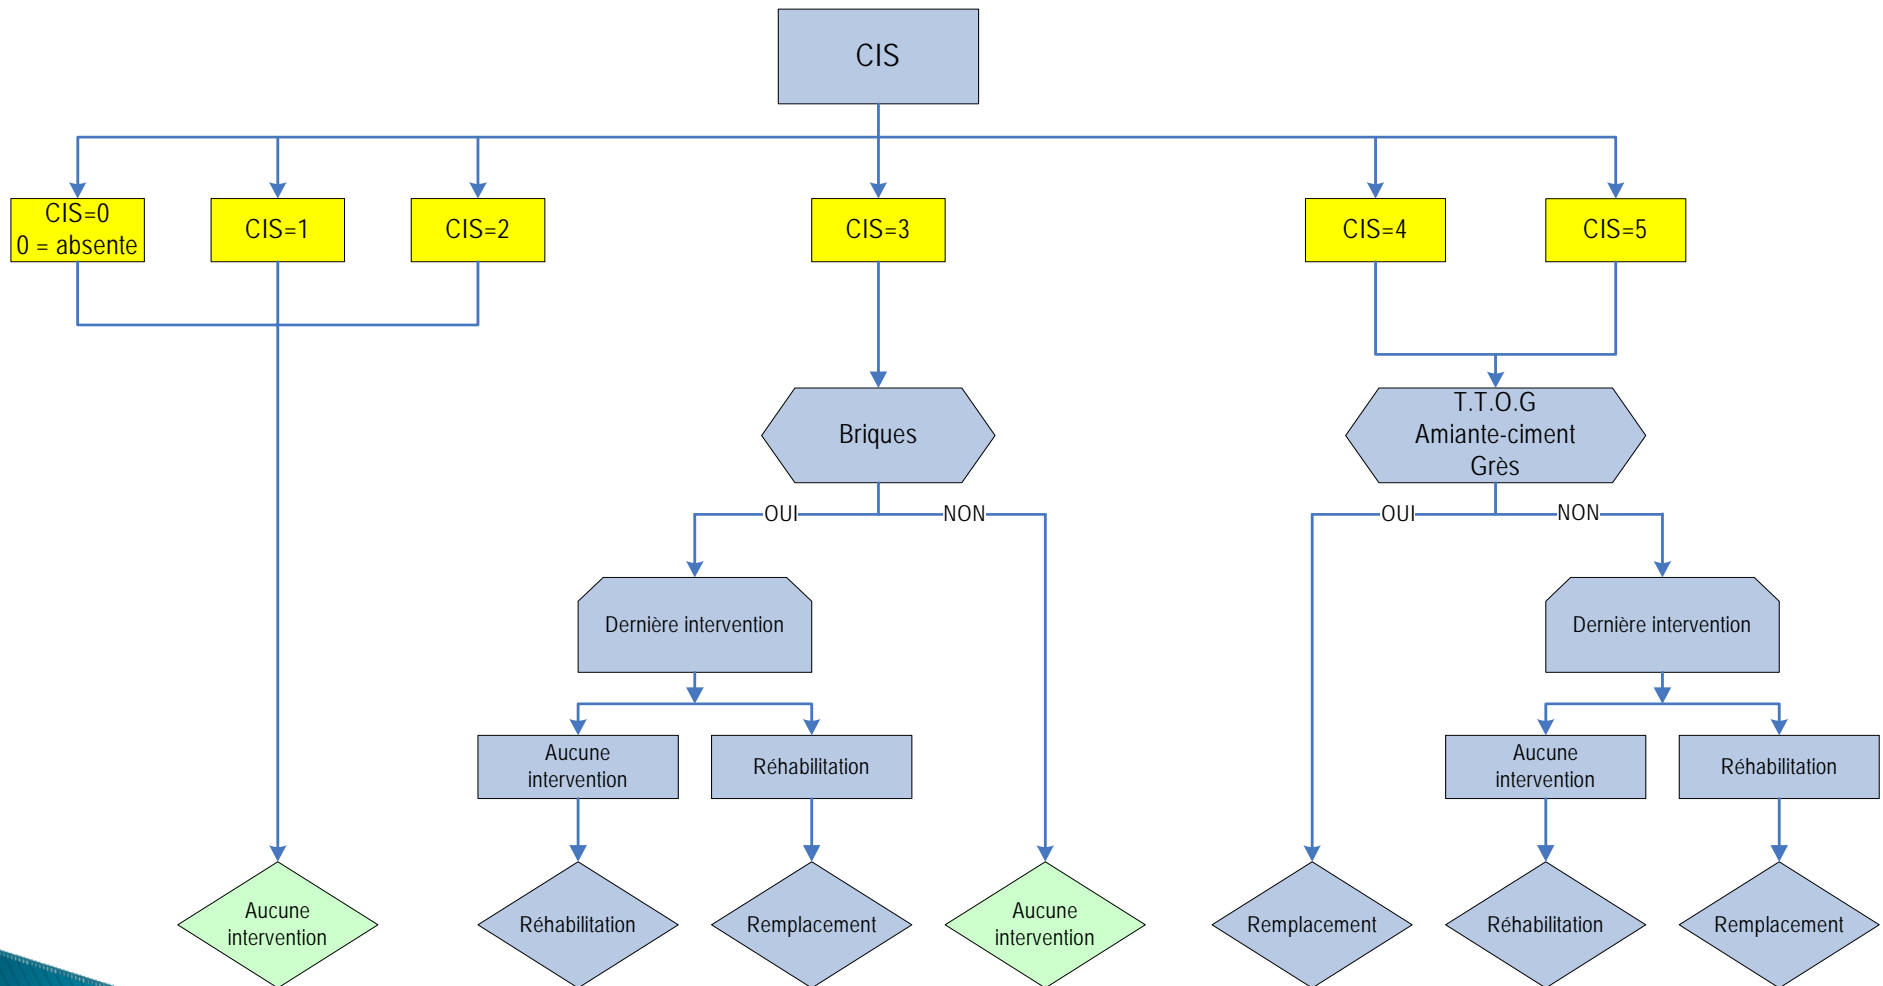 CIS
CIS=0
0 = absente
CIS=1
CIS=2
CIS=3
CIS=4
CIS=5
Briques
T.T.O.G
Amiante-ciment
Grès
OUI
NON
OUI
NON
Dernière intervention
Dernière intervention
Aucune
intervention
Réhabilitation
Aucune
intervention
Réhabilitation
Aucune
intervention
Réhabilitation
Remplacement
Aucune
intervention
Remplacement
Réhabilitation
Remplacement